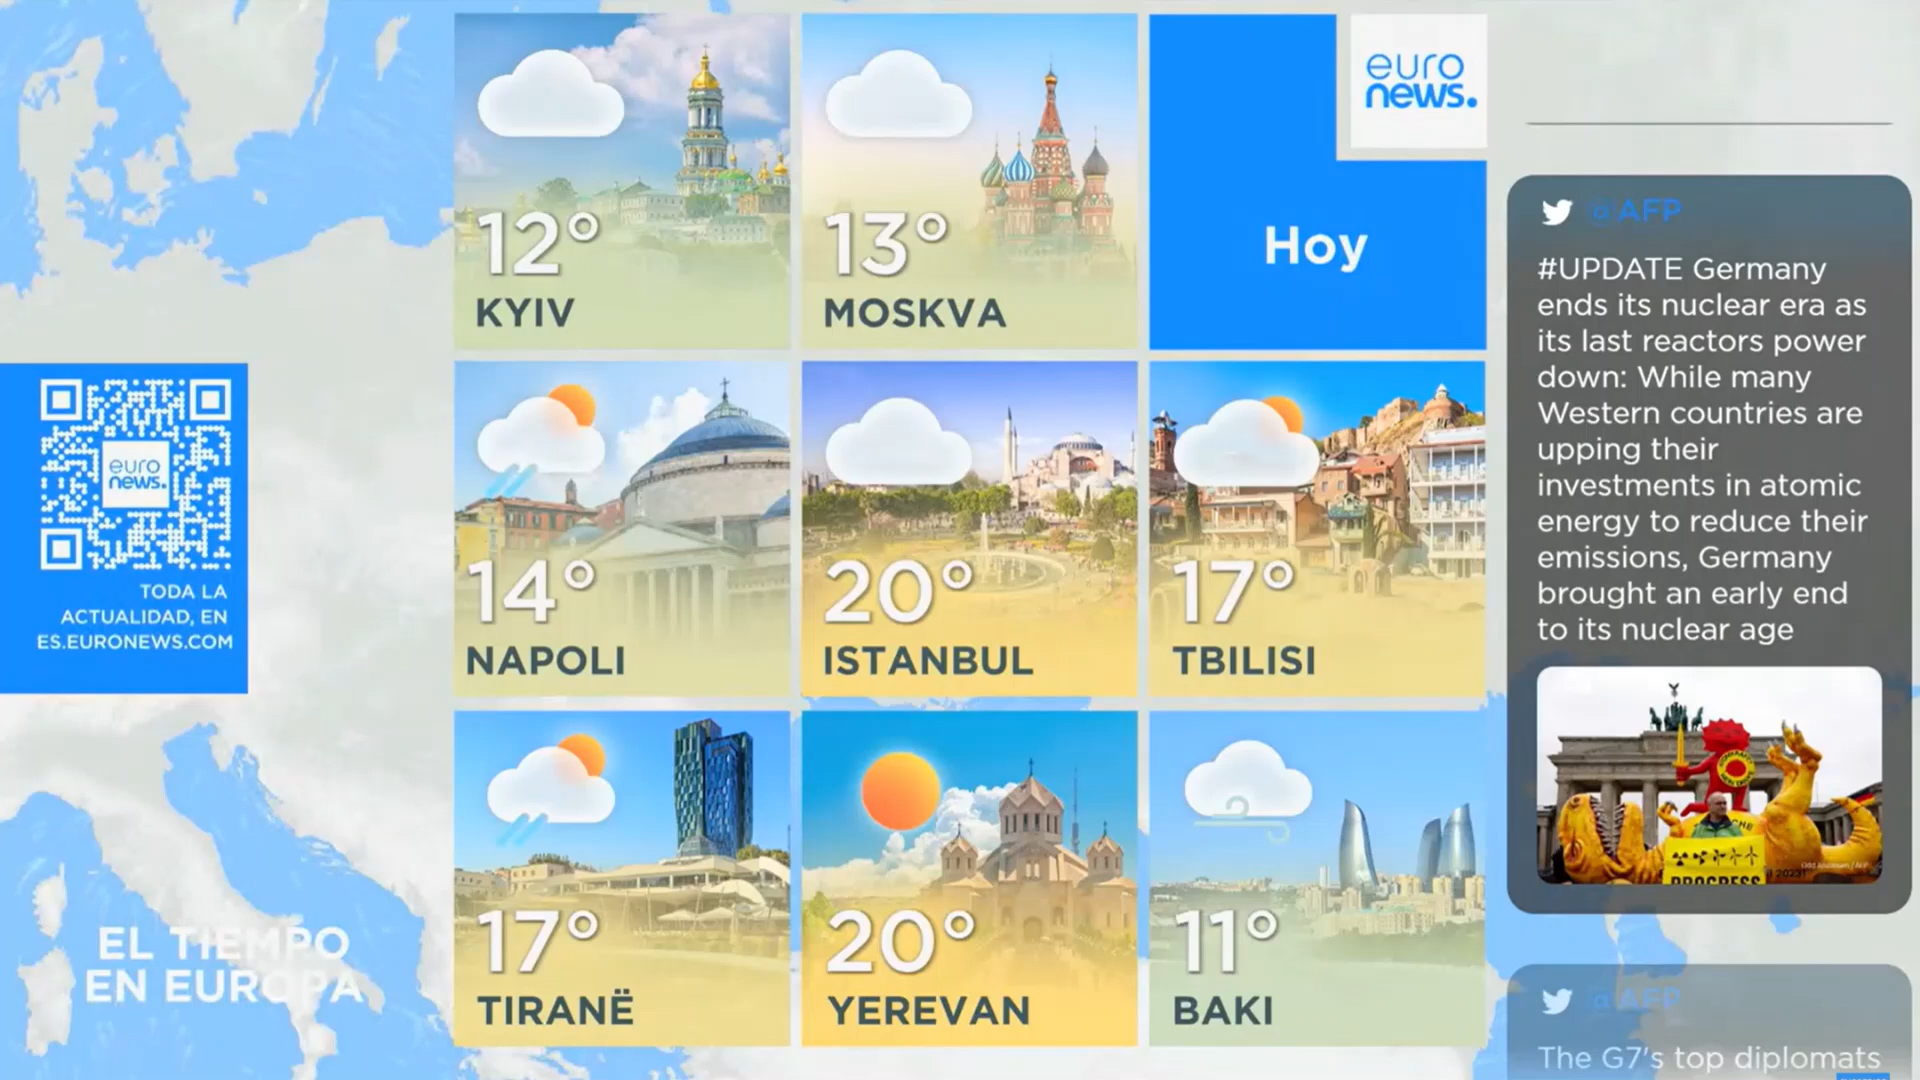 12°
KYIV
13°
MOSKVA
Hoy
euro
news.
14°
NAPOLI
20°
ISTANBUL
17°
TBILISI
17°
TIRANË
20°
YEREVAN
11°
BAKI
euro
news.
TODA LA
ACTUALIDAD, EN
ES.EURONEWS.COM
EL TIEMPO
EN EUROPA
@AFP
#UPDATE Germany
ends its nuclear era as
its last reactors power
down: While many
Western countries are
upping their
investments in atomic
energy to reduce their
emissions, Germany
brought an early end
to its nuclear age
PROGRESS
@AFP
The G7's top diplomats